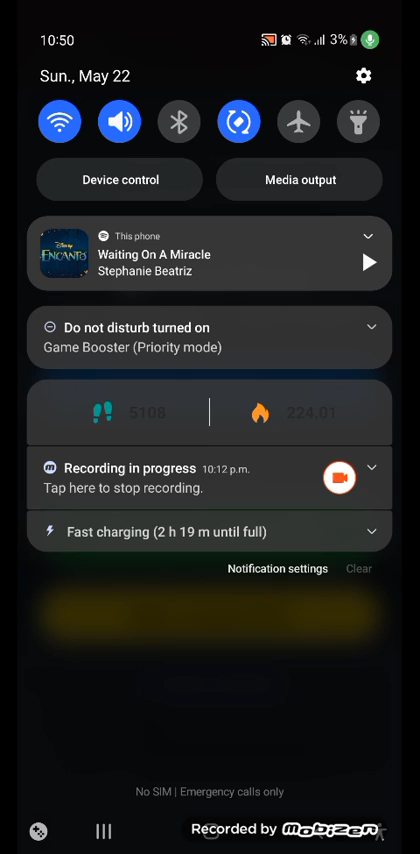 10:50
3%
Sun., May 22
Device control
Media output
This phone
Disney
ENCANTO
Waiting On A Miracle
Stephanie Beatriz
Do not disturb turned on
Game Booster (Priority mode)
5108
224.01
Recording in progress 10:12 p.m.
Tap here to stop recording.
Fast charging (2 h 19 m until full)
Notification settings
Clear
No SIM | Emergency calls only
Recorded by mobizen